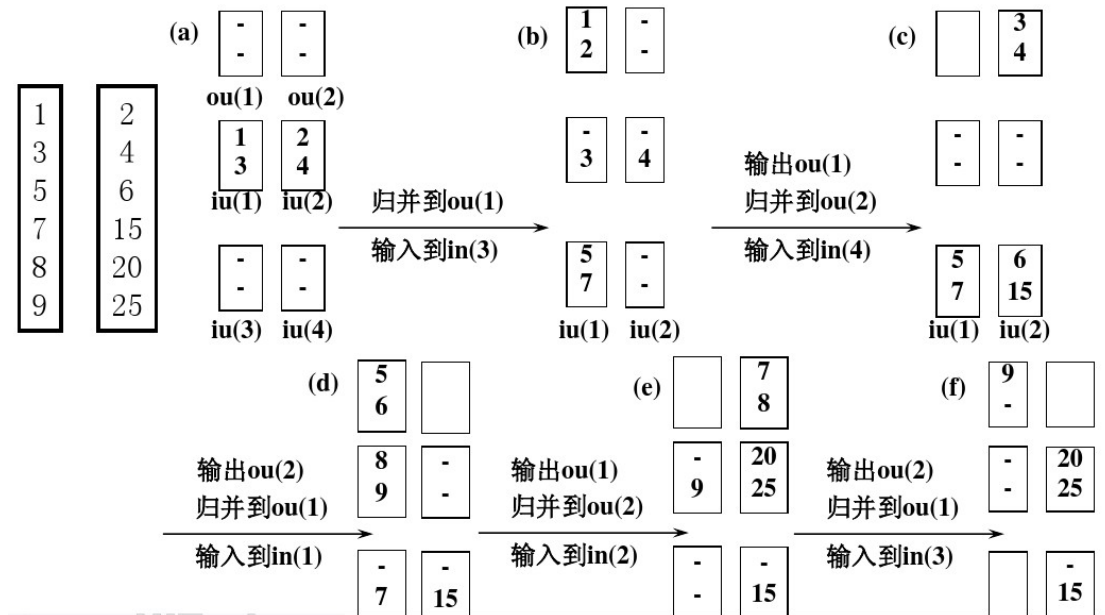 1
3
5
7
8
9
2
4
6
15
20
25
(a)
- -
- -
ou(1) ou(2)
1 2
3 4
iu(1) iu(2)
- -
- -
iu(3) iu(4)
归并到ou(1)
输入到in(3)
(b)
1 -
2 -
- -
3 4
5 -
7 -
iu(1) iu(2)
输出ou(1)
归并到ou(2)
输入到in(4)
(c)
3
4
- -
- -
5 6
7 15
iu(1) iu(2)
输出ou(2)
归并到ou(1)
输入到in(1)
(d)
5
6
8 -
9 -
- -
7 15
输出ou(1)
归并到ou(2)
输入到in(2)
(e)
7
8
- 20
9 25
- -
- 15
输出ou(2)
归并到ou(1)
输入到in(3)
(f)
9
-
- 20
- 25
-
15